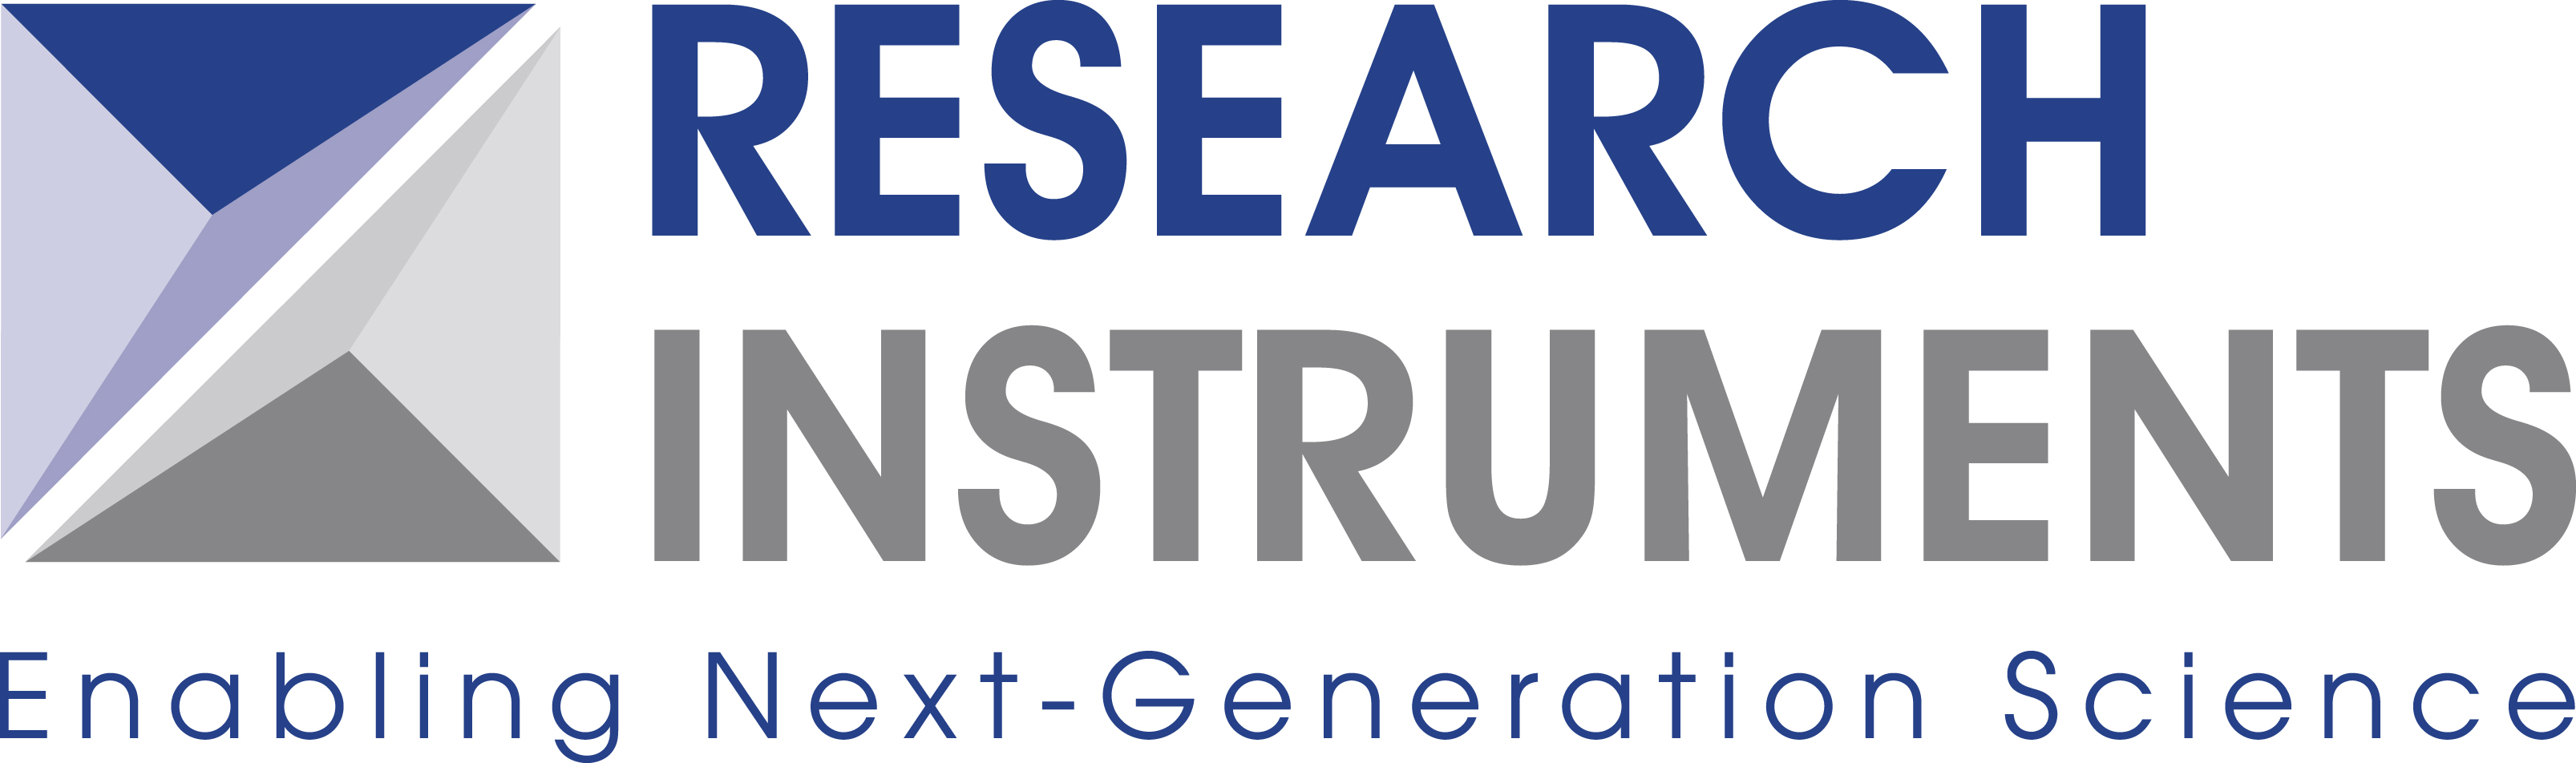 RESEARCH
INSTRUMENTS
Enabling Next-Generation Science